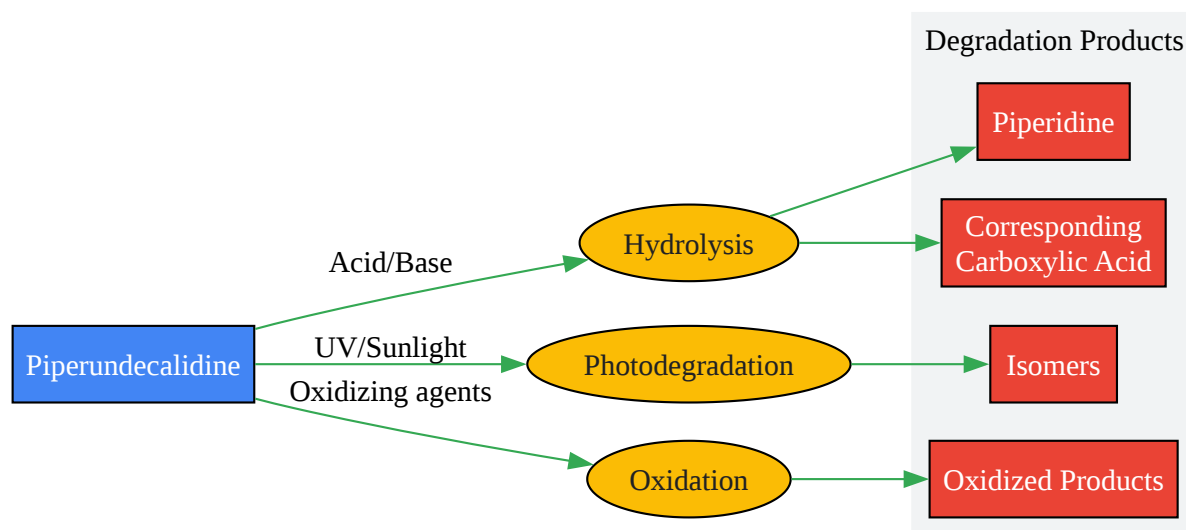 Degradation Products
Piperidine
Hydrolysis
Corresponding
Carboxylic Acid
Acid/Base
Piperundecalidine
UV/Sunlight
Photodegradation
Isomers
Oxidizing agents
Oxidation
Oxidized Products